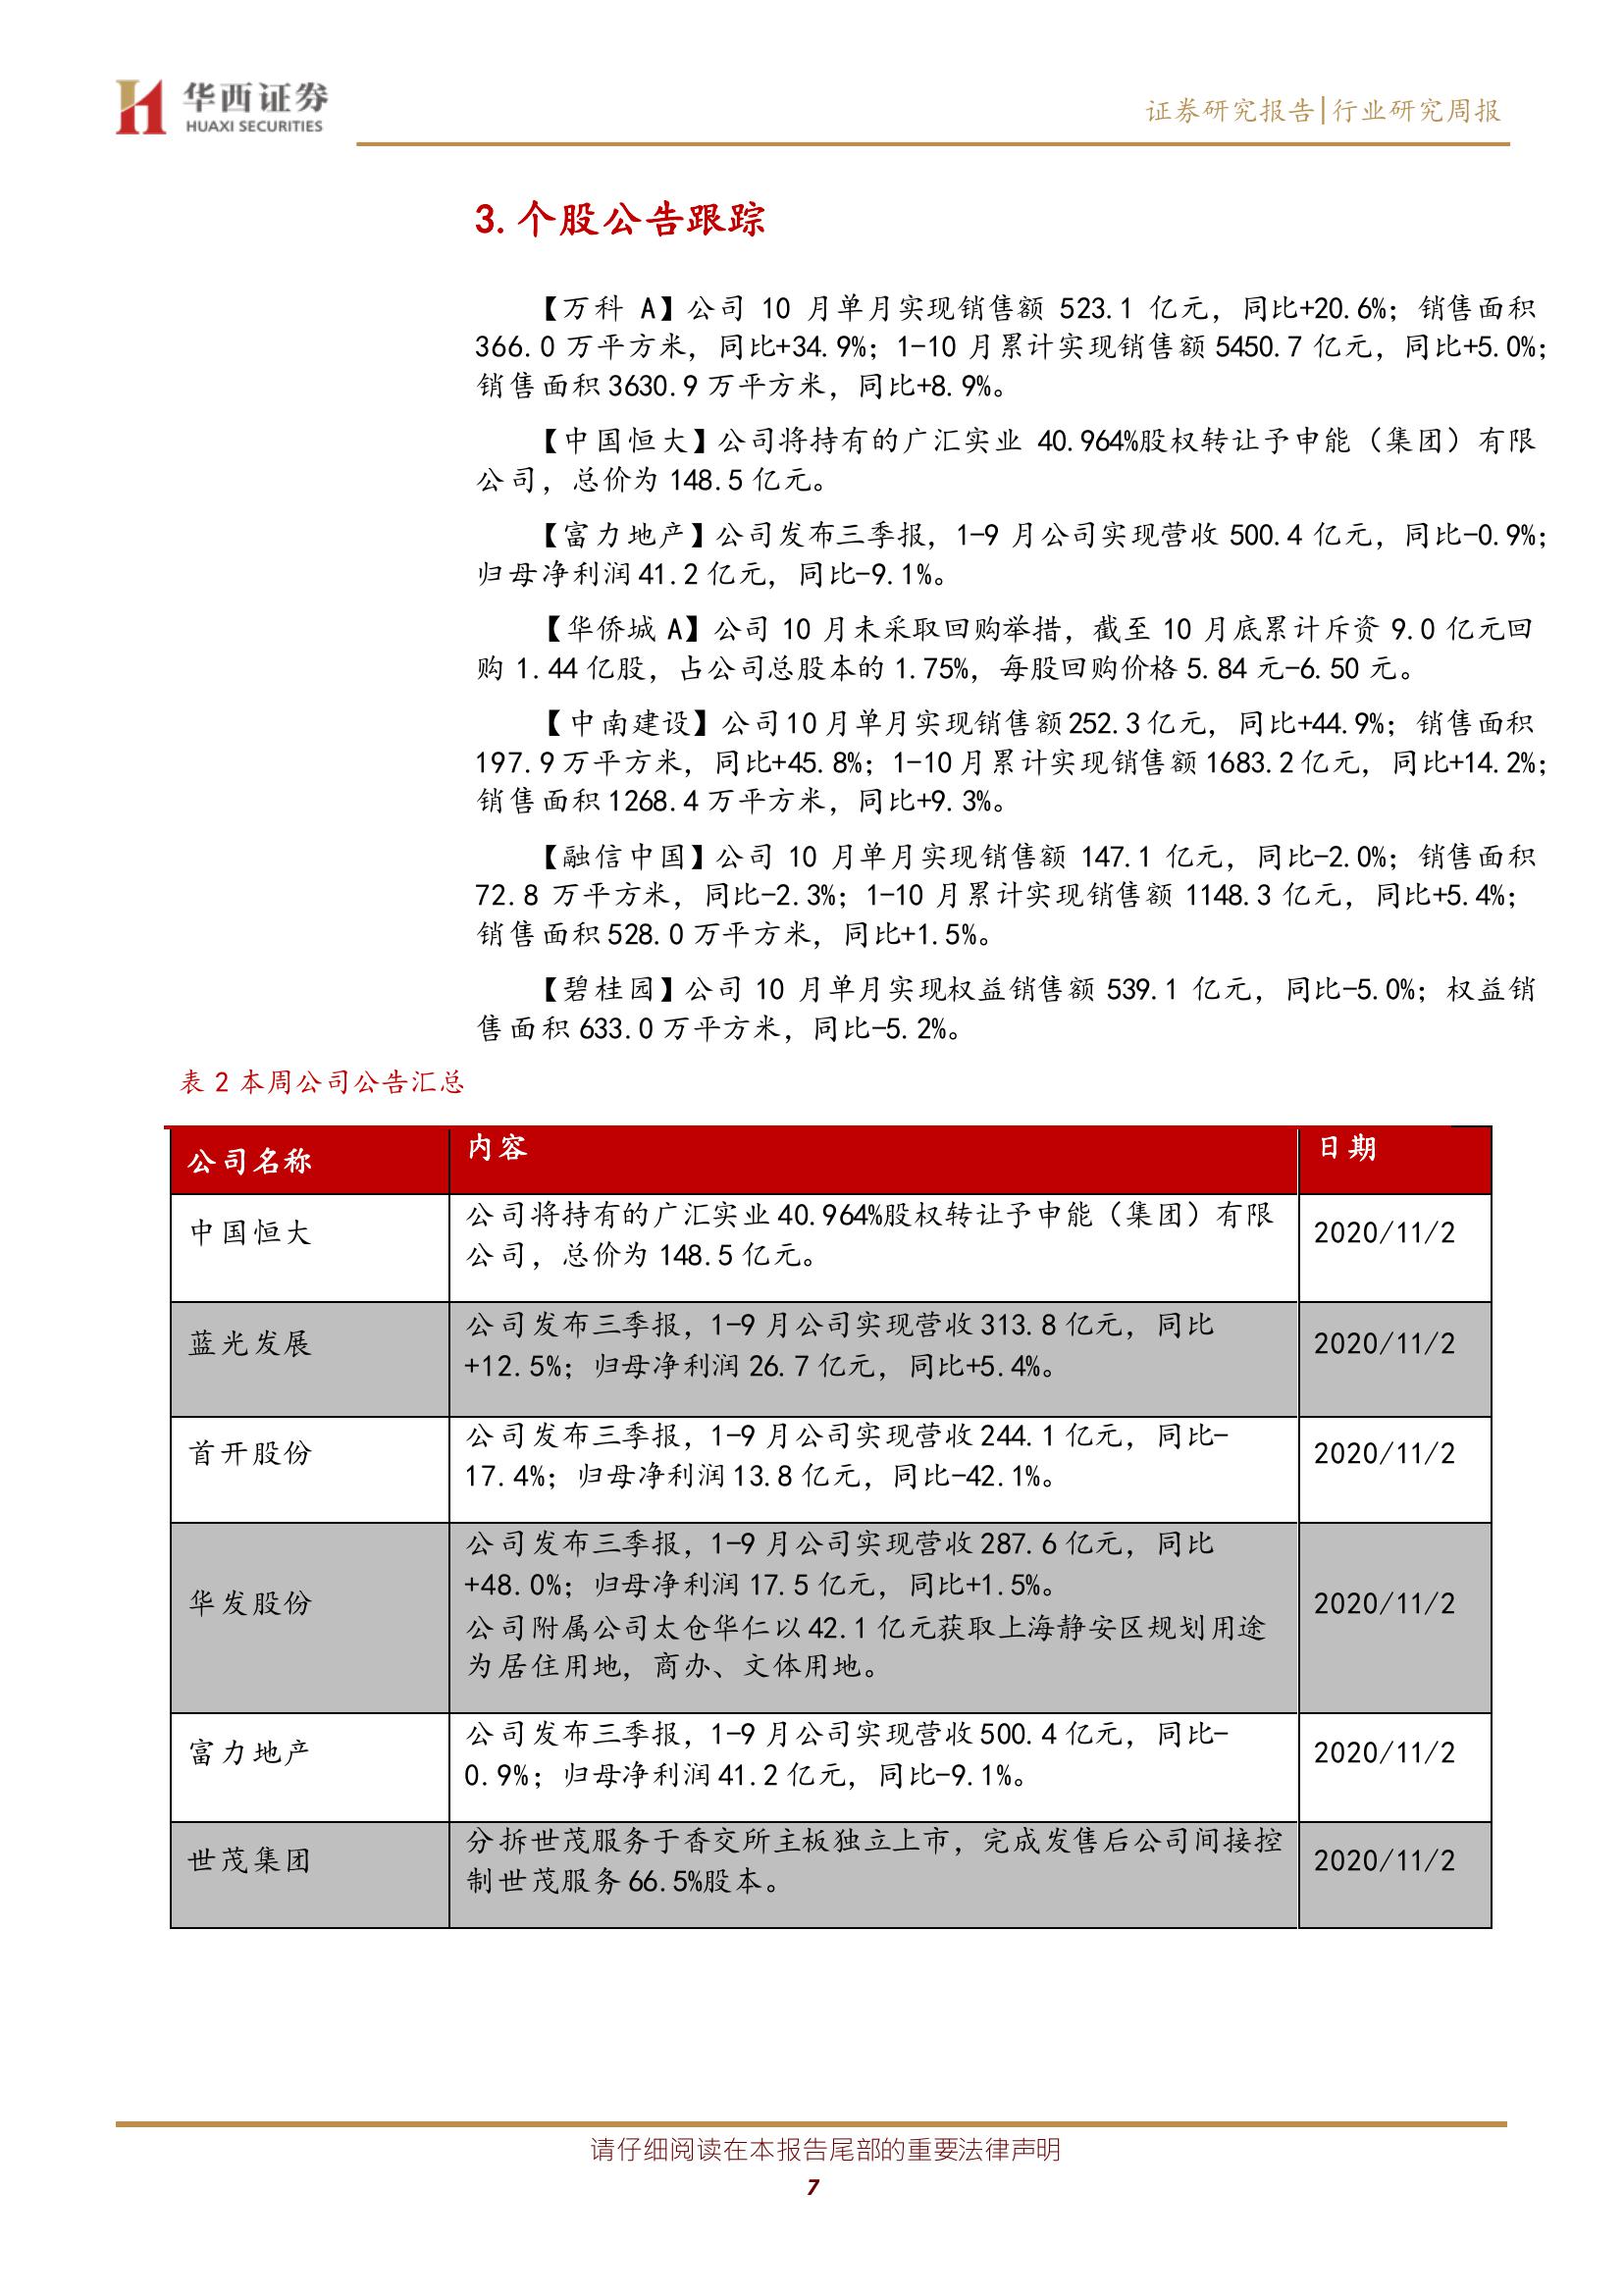 华西证券
HUAXI SECURITIES
证券研究报告|行业研究周报
3.个股公告跟踪
【万科 A】公司 10 月单月实现销售额 523.1 亿元，同比+20.6%；销售面积
366.0 万平方米，同比+34.9%；1-10 月累计实现销售额 5450.7 亿元，同比+5.0%；
销售面积 3630.9 万平方米，同比+8.9%。
【中国恒大】公司将持有的广汇实业 40.964%股权转让予申能（集团）有限
公司，总价为 148.5 亿元。
【富力地产】公司发布三季报，1-9 月公司实现营收 500.4 亿元，同比-0.9%；
归母净利润 41.2 亿元，同比-9.1%。
【华侨城 A】公司 10 月未采取回购举措，截至 10 月底累计斥资 9.0 亿元回
购 1.44 亿股，占公司总股本的 1.75%，每股回购价格 5.84 元-6.50 元。
【中南建设】公司 10 月单月实现销售额 252.3 亿元，同比+44.9%；销售面积
197.9 万平方米，同比+45.8%；1-10 月累计实现销售额 1683.2 亿元，同比+14.2%；
销售面积 1268.4 万平方米，同比+9.3%。
【融信中国】公司 10 月单月实现销售额 147.1 亿元，同比-2.0%；销售面积
72.8 万平方米，同比-2.3%；1-10 月累计实现销售额 1148.3 亿元，同比+5.4%；
销售面积 528.0 万平方米，同比+1.5%。
【碧桂园】公司 10 月单月实现权益销售额 539.1 亿元，同比-5.0%；权益销
售面积 633.0 万平方米，同比-5.2%。
表 2 本周公司公告汇总
公司名称 内容 日期
中国恒大
公司将持有的广汇实业 40.964%股权转让予申能（集团）有限
公司，总价为 148.5 亿元。
2020/11/2
蓝光发展
公司发布三季报，1-9 月公司实现营收 313.8 亿元，同比
+12.5%；归母净利润 26.7 亿元，同比+5.4%。
2020/11/2
首开股份
公司发布三季报，1-9 月公司实现营收 244.1 亿元，同比-
17.4%；归母净利润 13.8 亿元，同比-42.1%。
2020/11/2
华发股份
公司发布三季报，1-9 月公司实现营收 287.6 亿元，同比
+48.0%；归母净利润 17.5 亿元，同比+1.5%。
公司附属公司太仓华仁以 42.1 亿元获取上海静安区规划用途
为居住用地，商办、文体用地。
2020/11/2
富力地产
公司发布三季报，1-9 月公司实现营收 500.4 亿元，同比-
0.9%；归母净利润 41.2 亿元，同比-9.1%。
2020/11/2
世茂集团
分拆世茂服务于香交所主板独立上市，完成发售后公司间接控
制世茂服务 66.5%股本。
2020/11/2
请仔细阅读在本报告尾部的重要法律声明
7